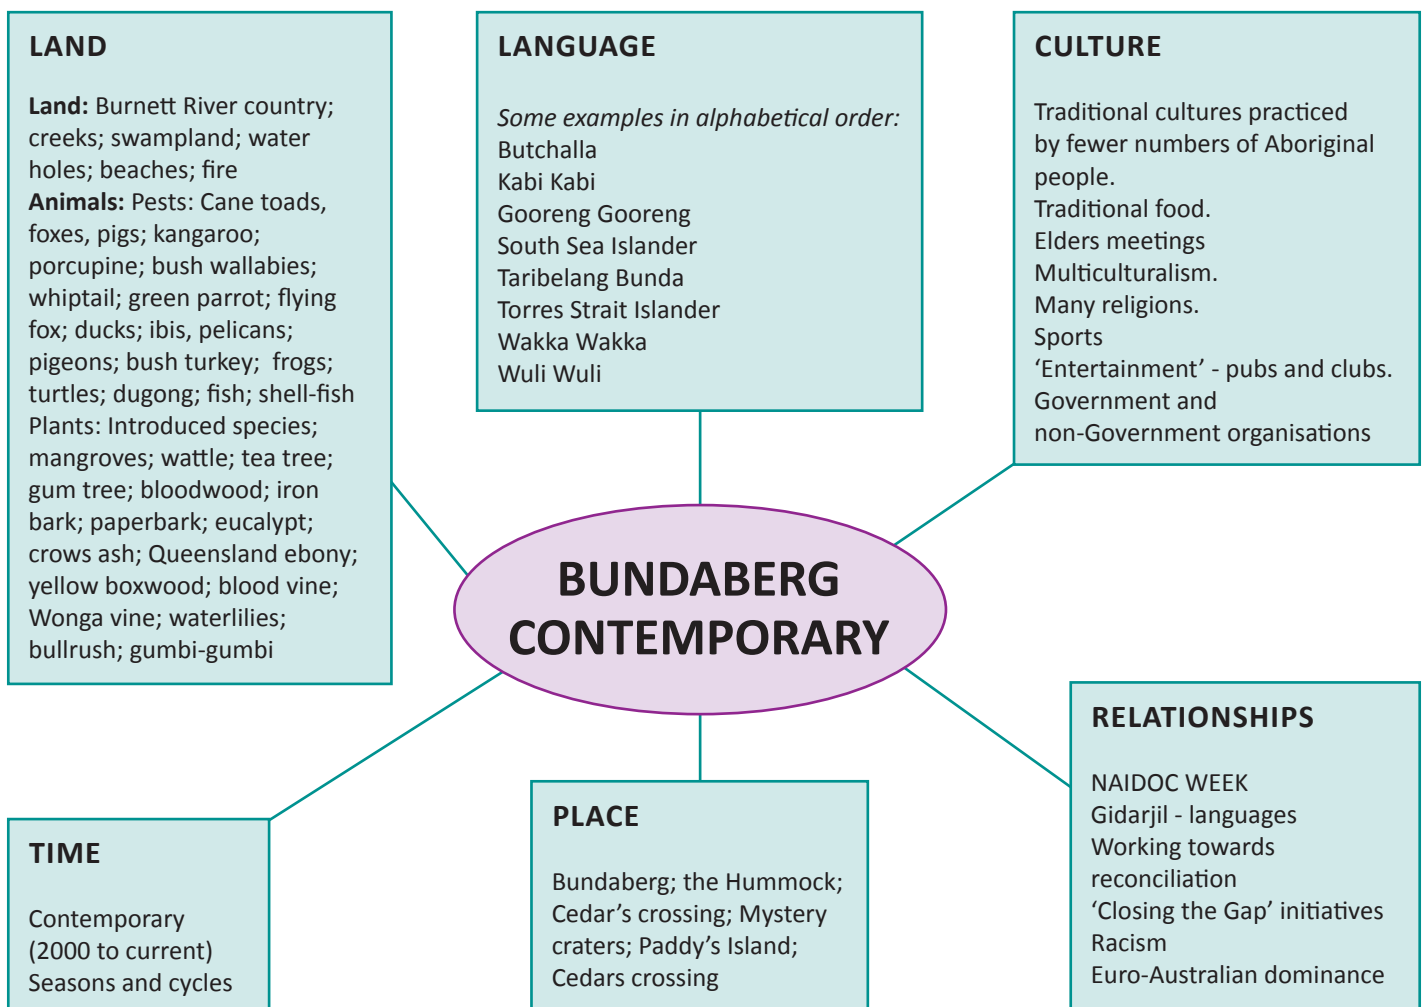 LAND
Land: Burnett River country;
creeks; swampland; water
holes; beaches; fire
Animals: Pests: Cane toads,
foxes, pigs; kangaroo;
porcupine; bush wallabies;
whiptail; green parrot; flying
fox; ducks; ibis, pelicans;
pigeons; bush turkey;  frogs;
turtles; dugong; fish; shell-fish
Plants: Introduced species;
mangroves; wattle; tea tree;
gum tree; bloodwood; iron
bark; paperbark; eucalypt;
crows ash; Queensland ebony;
yellow boxwood; blood vine;
Wonga vine; waterlilies;
bullrush; gumbi-gumbi
LANGUAGE
Some examples in alphabetical order:
Butchalla
Kabi Kabi
Gooreng Gooreng
South Sea Islander
Taribelang Bunda
Torres Strait Islander
Wakka Wakka
Wuli Wuli
CULTURE
Traditional cultures practiced
by fewer numbers of Aboriginal
people.
Traditional food.
Elders meetings
Multiculturalism.
Many religions.
Sports
‘Entertainment’ - pubs and clubs.
Government and
non-Government organisations
BUNDABERG
CONTEMPORARY
TIME
Contemporary
(2000 to current)
Seasons and cycles
PLACE
Bundaberg; the Hummock;
Cedar’s crossing; Mystery
craters; Paddy’s Island;
Cedars crossing
RELATIONSHIPS
NAIDOC WEEK
Gidarjil - languages
Working towards
reconciliation
‘Closing the Gap’ initiatives
Racism
Euro-Australian dominance